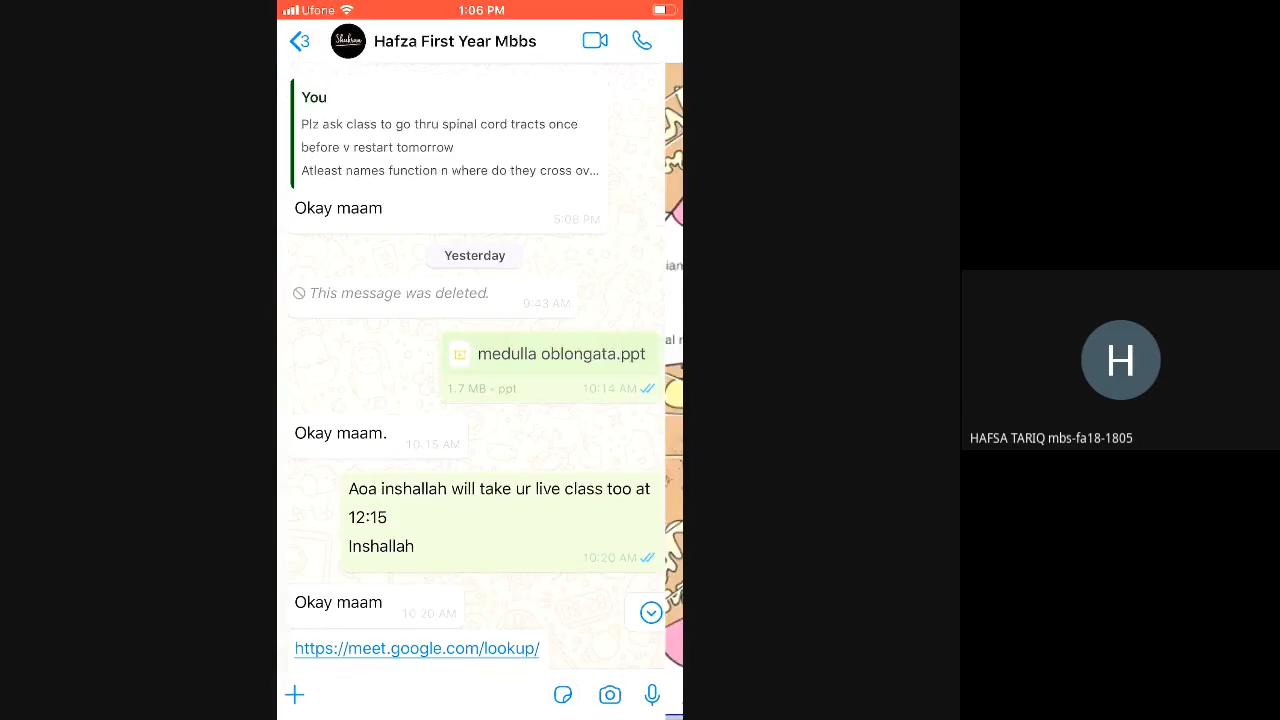 Ufone
1:06 PM
3
Shukran
Hafza First Year Mbbs
You
Plz ask class to go thru spinal cord tracts once
before v restart tomorrow
Atleast names function n where do they cross ov...
Okay maam
5:08 PM
Yesterday
This message was deleted.
9:43 AM
medulla oblongata.ppt
1.7 MB • ppt
10:14 AM
Okay maam.
10:15 AM
Aoa inshallah will take ur live class too at
12:15
Inshallah
10:20 AM
Okay maam
10:20 AM
https://meet.google.com/lookup/
H
HAFSA TARIQ mbs-fa18-1805